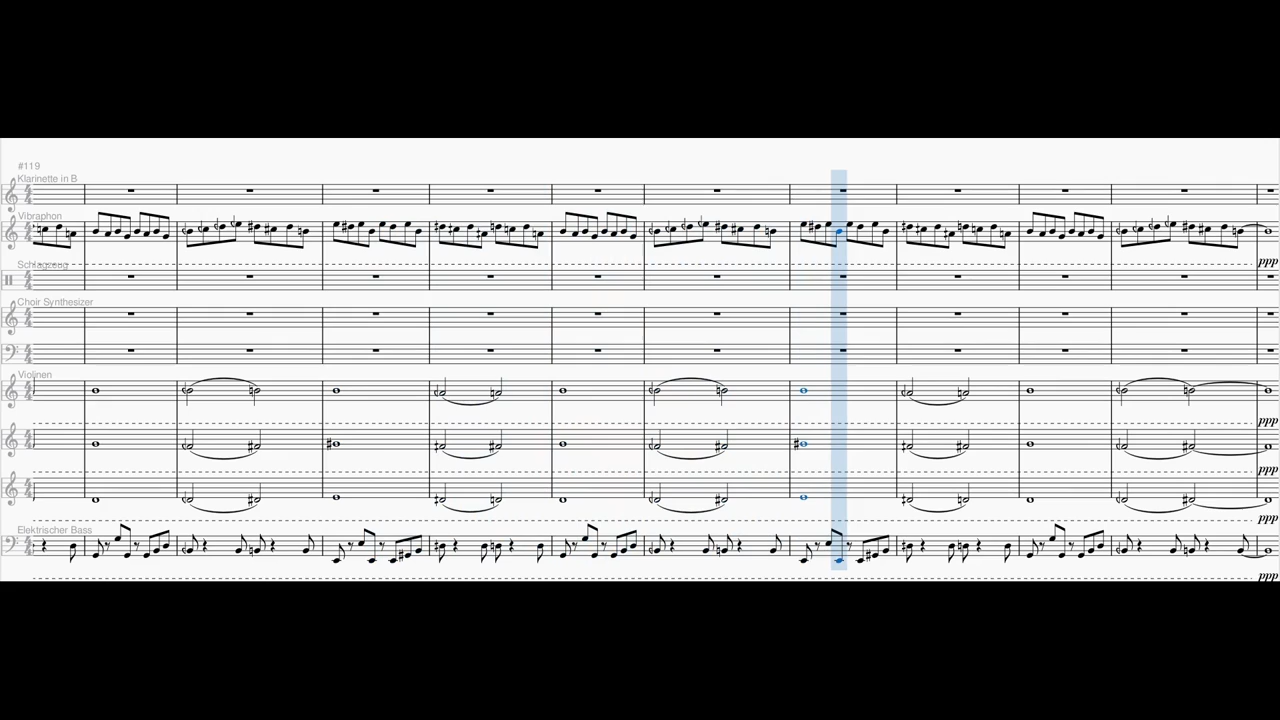 #119
Klarinette in B
Vibraphon
ppp
Schlagzeug
Choir Synthesizer
Violinen
ppp
ppp
ppp
Elektrischer Bass
ppp